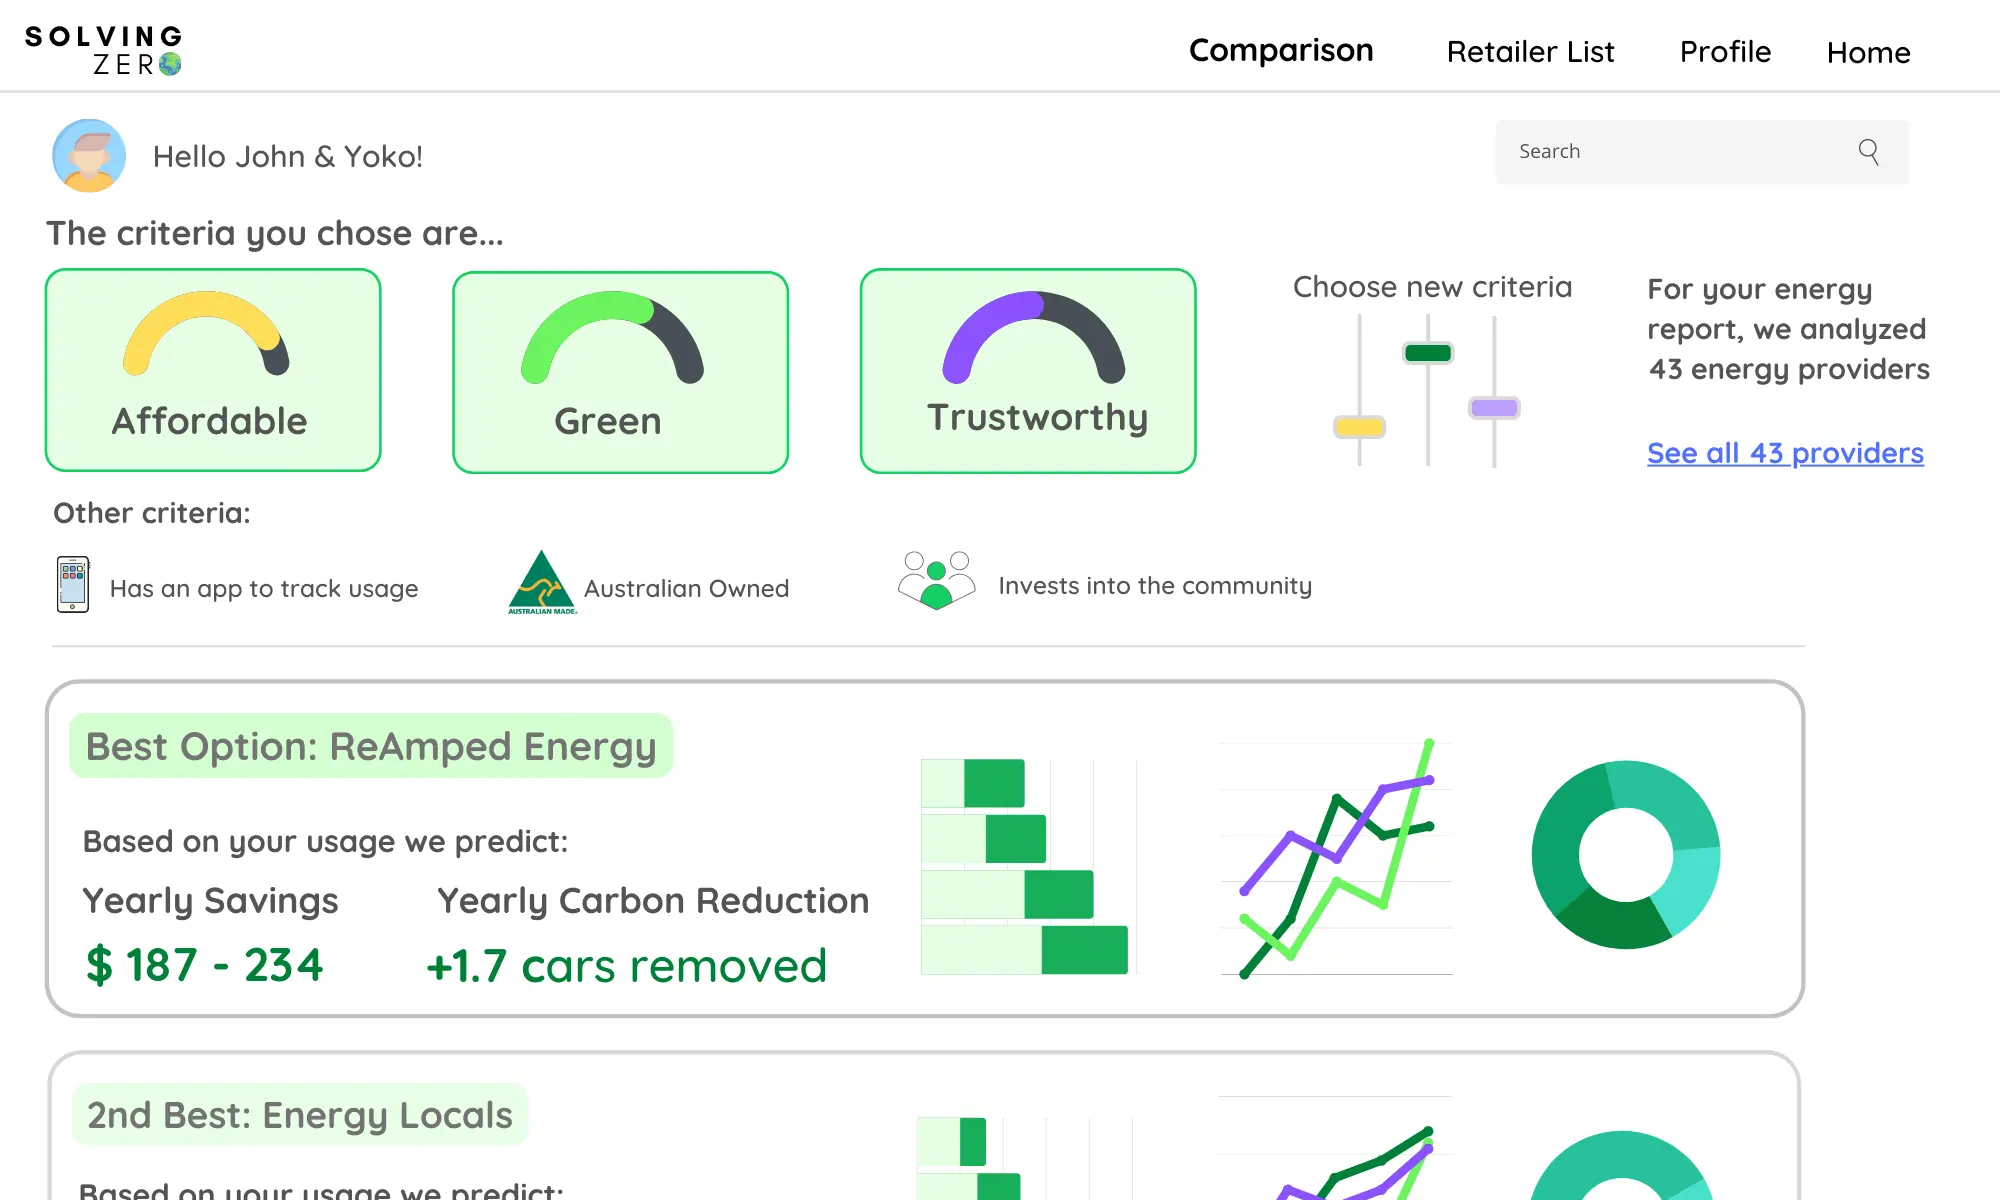 SOLVING
ZERO
Comparison
Retailer List
Profile
Home
Hello John & Yoko!
Search
The criteria you chose are...
Affordable
Green
Trustworthy
Choose new criteria
For your energy
report, we analyzed
43 energy providers
See all 43 providers
Other criteria:
Has an app to track usage
AUSTRALIAN MADE
Australian Owned
Invests into the community
Best Option: ReAmped Energy
Based on your usage we predict:
Yearly Savings
Yearly Carbon Reduction
$ 187 - 234
+1.7 cars removed
2nd Best: Energy Locals
Based on your usage we predict: